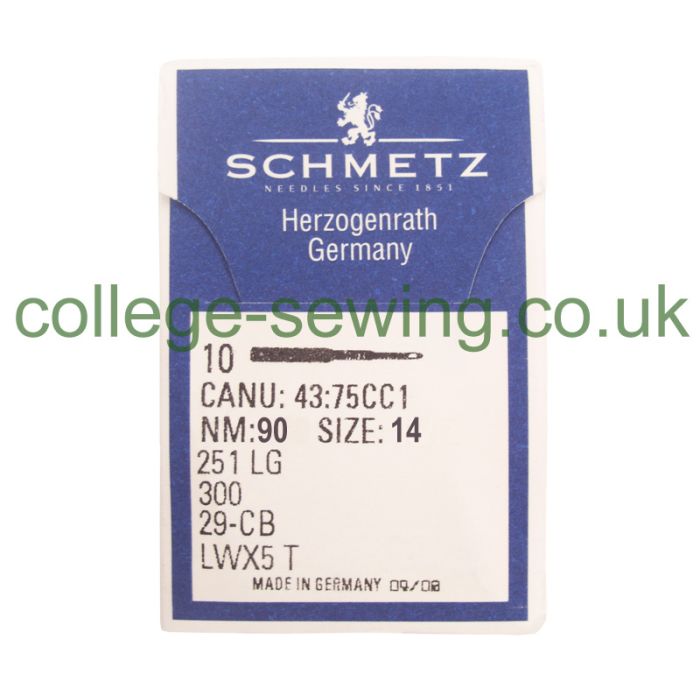 SCHMETZ
NEEDLES SINCE 1851
Herzogenrath
Germany
college-sewing.co.uk
10
CANU: 43:75CC1
NM:90 SIZE: 14
251 LG
300
29-CB
LWX5 T
MADE IN GERMANY 09/08